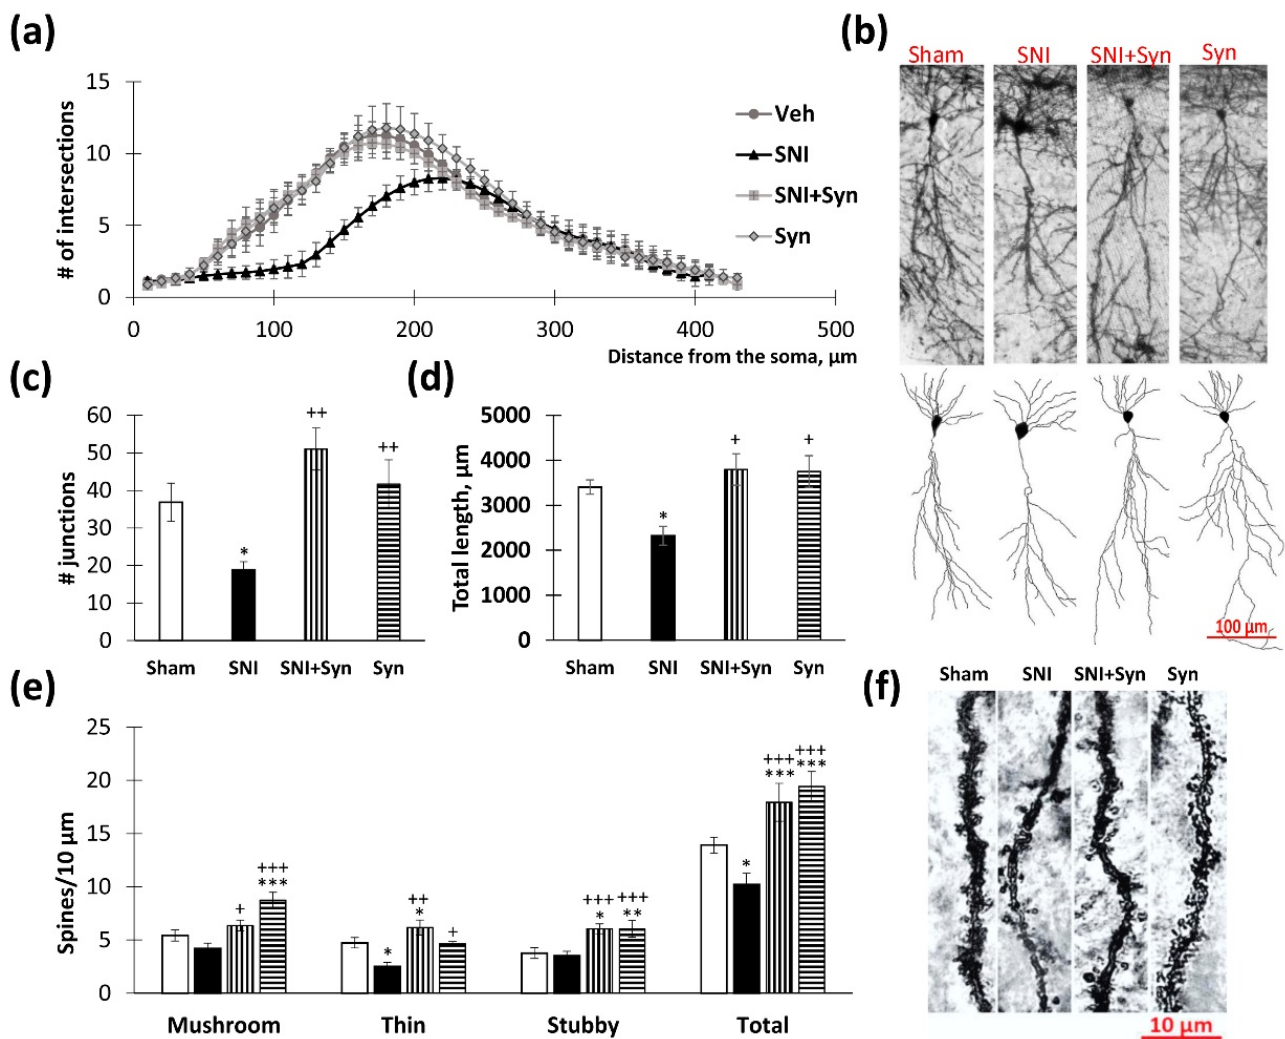 (a)
15
10
5
0
# of intersections
0 100 200 300 400 500
Distance from the soma, µm
Veh
SNI
SNI+Syn
Syn
(b)
Sham SNI SNI+Syn Syn
100 µm
(c)
60
50
40
30
20
10
0
# junctions
* ++ ++
Sham SNI SNI+Syn Syn
(d)
5000
4000
3000
2000
1000
0
Total length, µm
* + +
Sham SNI SNI+Syn Syn
(e)
25
20
15
10
5
0
Spines/10 µm
+
+++
***
*
++
*
+
+++
*
+++
**
*
+++
***
+++
***
Mushroom Thin Stubby Total
(f)
Sham SNI SNI+Syn Syn
10 µm